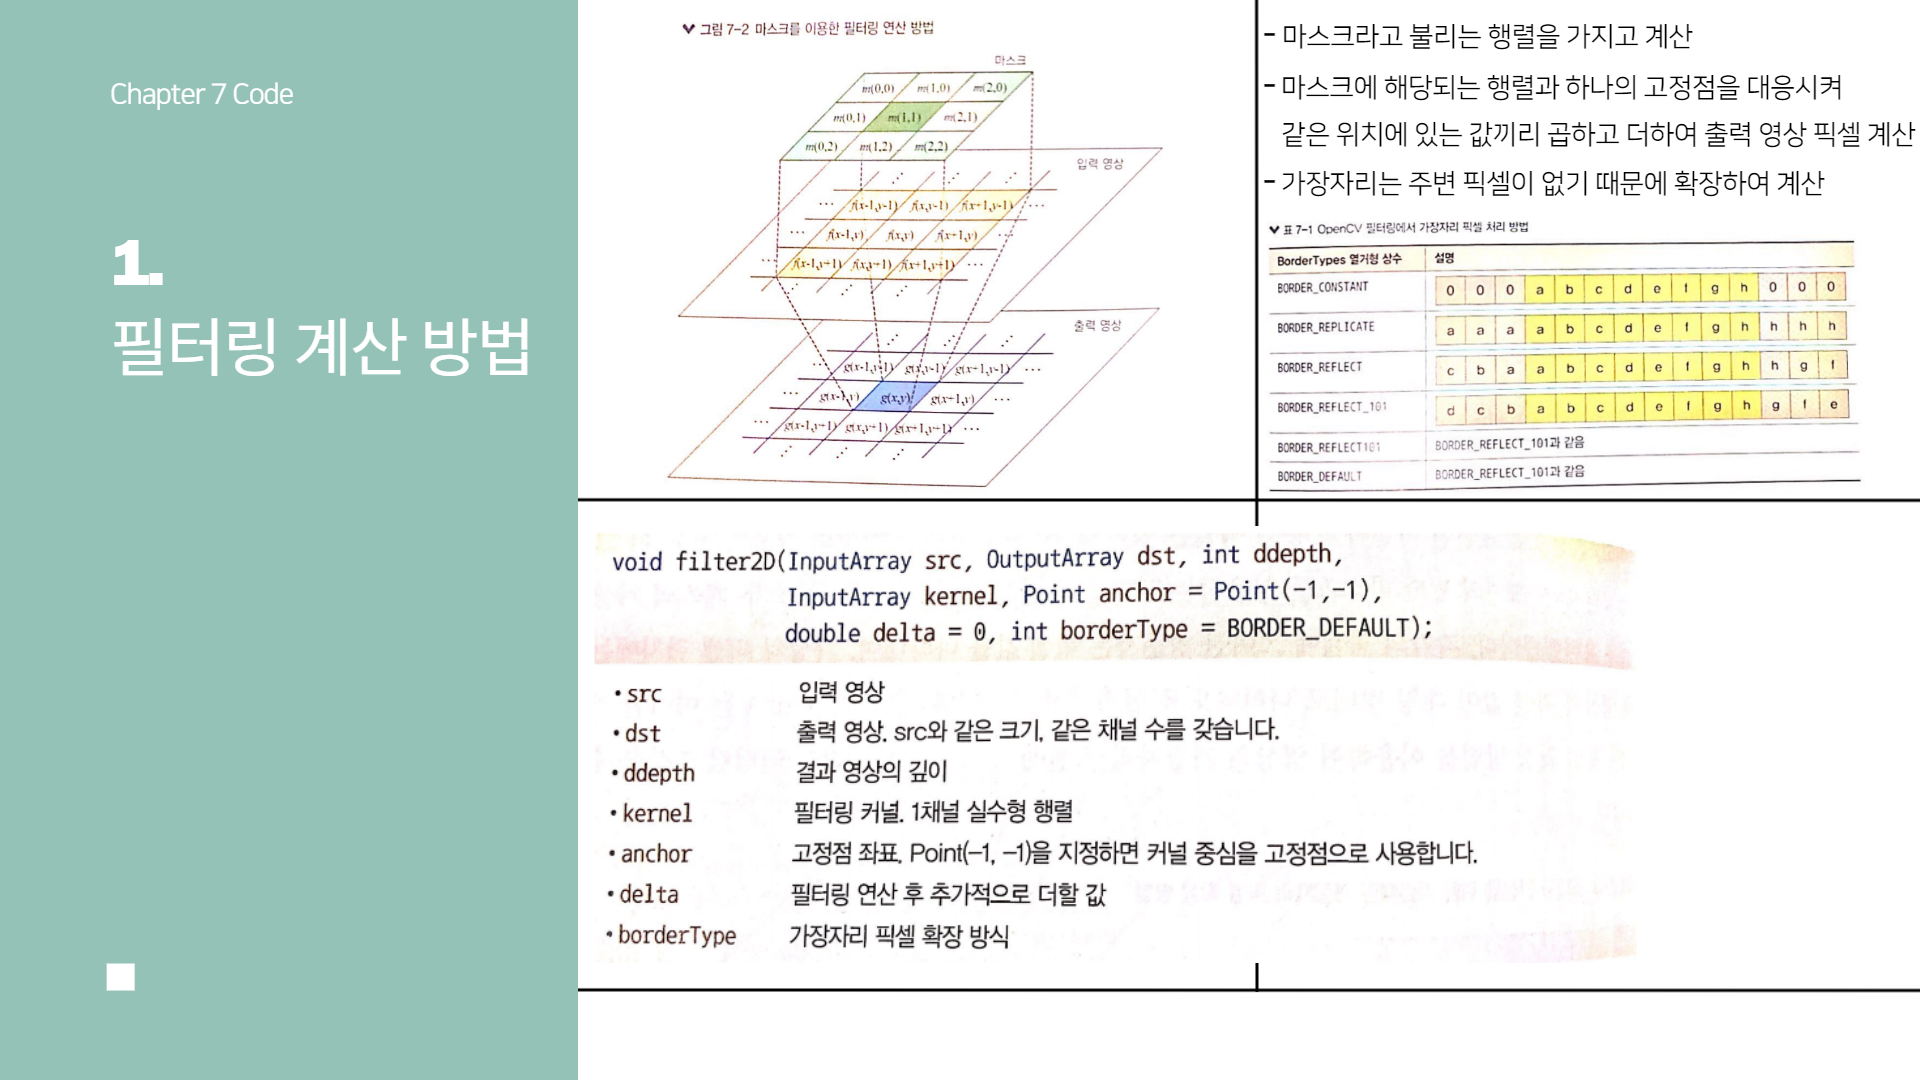 Chapter 7 Code
1.
필터링 계산 방법
그림 7-2 마스크를 이용한 필터링 연산 방법
마스크
m(0,0) m(1,0) m(2,0)
m(0,1) m(1,1) m(2,1)
m(0,2) m(1,2) m(2,2)
입력 영상
f(x-1,y-1) f(x,y-1) f(x+1,y-1)
f(x-1,y) f(x,y) f(x+1,y)
f(x-1,y+1) f(x,y+1) f(x+1,y+1)
출력 영상
g(x-1,y-1) g(x,y-1) g(x+1,y-1)
g(x-1,y) g(x,y) g(x+1,y)
g(x-1,y+1) g(x,y+1) g(x+1,y+1)
- 마스크라고 불리는 행렬을 가지고 계산
- 마스크에 해당되는 행렬과 하나의 고정점을 대응시켜
같은 위치에 있는 값끼리 곱하고 더하여 출력 영상 픽셀 계산
- 가장자리는 주변 픽셀이 없기 때문에 확장하여 계산
표 7-1 OpenCV 필터링에서 가장자리 픽셀 처리 방법
BorderTypes 열거형 상수 설명
BORDER_CONSTANT 0 0 0 a b c d e f g h 0 0 0
BORDER_REPLICATE a a a a b c d e f g h h h h
BORDER_REFLECT c b a a b c d e f g h h g f
BORDER_REFLECT_101 d c b a b c d e f g h g f e
BORDER_REFLECT101 BORDER_REFLECT_101과 같음
BORDER_DEFAULT BORDER_REFLECT_101과 같음
void filter2D(InputArray src, OutputArray dst, int ddepth,
InputArray kernel, Point anchor = Point(-1,-1),
double delta = 0, int borderType = BORDER_DEFAULT);
• src 입력 영상
• dst 출력 영상. src와 같은 크기, 같은 채널 수를 갖습니다.
• ddepth 결과 영상의 깊이
• kernel 필터링 커널. 1채널 실수형 행렬
• anchor 고정점 좌표. Point(-1, -1)을 지정하면 커널 중심을 고정점으로 사용합니다.
• delta 필터링 연산 후 추가적으로 더할 값
• borderType 가장자리 픽셀 확장 방식